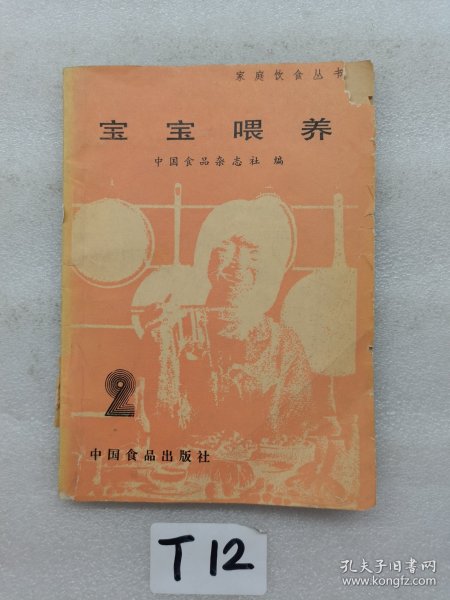 家庭饮食丛书
宝宝喂养
中国食品杂志社 编
2
中国食品出版社
T12
孔夫子旧书网
www.kongfz.com